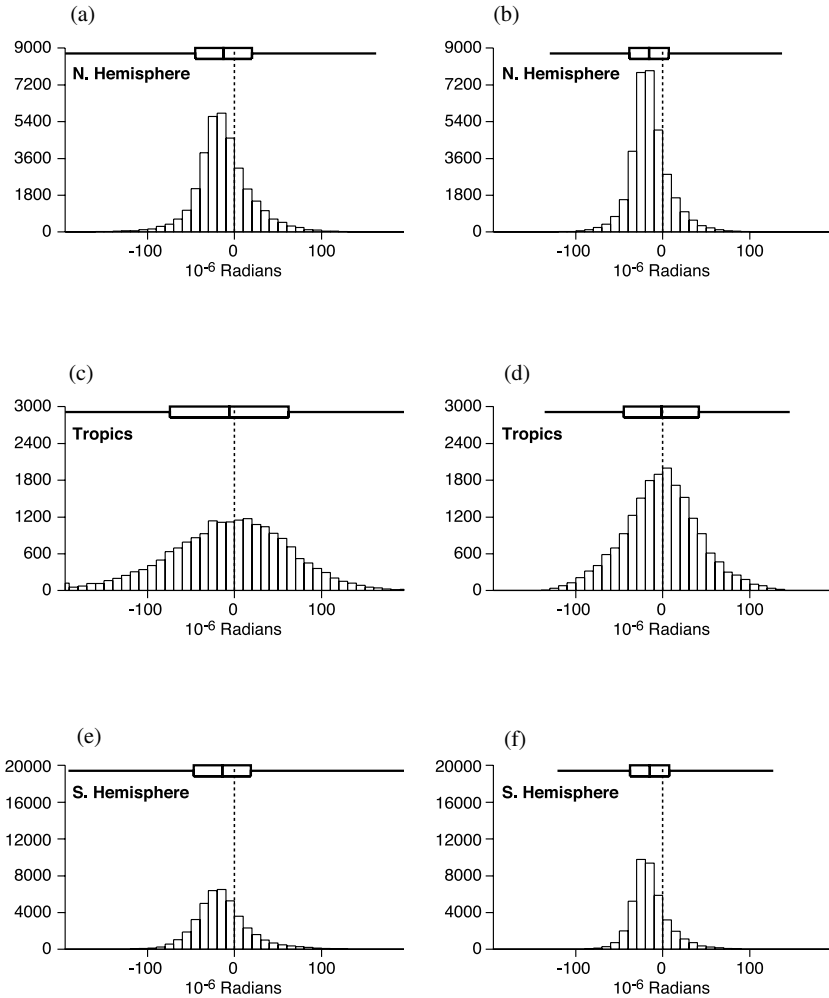 (a)
9000
7200
5400
3600
1800
0
N. Hemisphere
-100 0 100
10-6 Radians
(b)
9000
7200
5400
3600
1800
0
N. Hemisphere
-100 0 100
10-6 Radians
(c)
3000
2400
1800
1200
600
0
Tropics
-100 0 100
10-6 Radians
(d)
3000
2400
1800
1200
600
0
Tropics
-100 0 100
10-6 Radians
(e)
20000
16000
12000
8000
4000
0
S. Hemisphere
-100 0 100
10-6 Radians
(f)
20000
16000
12000
8000
4000
0
S. Hemisphere
-100 0 100
10-6 Radians